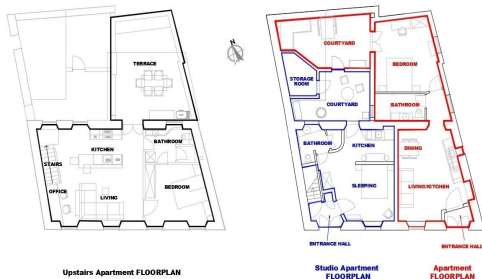 N
TERRACE
KITCHEN
BATHROOM
STAIRS
OFFICE
LIVING
BEDROOM
Upstairs Apartment FLOORPLAN
COURTYARD
BEDROOM
STORAGE
ROOM
COURTYARD
BATHROOM
BATHROOM
KITCHEN
DINING
SLEEPING
LIVING/KITCHEN
ENTRANCE HALL
ENTRANCE HALL
Studio Apartment
FLOORPLAN
Apartment
FLOORPLAN